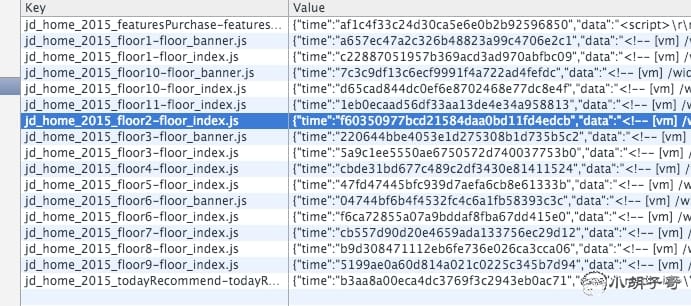 Key Value
jd_home_2015_featuresPurchase-features... {"time":"af1c4f33c24d30ca5e6e0b2b92596850","data":"<script>\r\r
jd_home_2015_floor1-floor_banner.js {"time":"a657ec47a2c326b48823a99c4706e2c1","data":"<!-- [vm] /w
jd_home_2015_floor1-floor_index.js {"time":"c22887051957b369acd3ad970abfbc09","data":"<!-- [vm] /w
jd_home_2015_floor10-floor_banner.js {"time":"7c3c9df13c6ecf9991f4a722ad4fefdc","data":"<!-- [vm] /wid
jd_home_2015_floor10-floor_index.js {"time":"d65cad844dc0ef6e8702468e77dc8e4f","data":"<!-- [vm] /w
jd_home_2015_floor11-floor_index.js {"time":"1eb0ecaad56df33aa13de4e34a958813","data":"<!-- [vm] /w
jd_home_2015_floor2-floor_index.js {"time":"f60350977bcd21584daa0bd11fd4edcb","data":"<!-- [vm] /w
jd_home_2015_floor3-floor_banner.js {"time":"220644bbe4053e1d275308b1d735b5c2","data":"<!-- [vm] /w
jd_home_2015_floor3-floor_index.js {"time":"5a9c1ee5550ae6750572d740037753b0","data":"<!-- [vm] /w
jd_home_2015_floor4-floor_index.js {"time":"cbde31bd677c489c2df3430e81411524","data":"<!-- [vm] /w
jd_home_2015_floor5-floor_index.js {"time":"47fd47445bfc939d7aefa6cb8e61333b","data":"<!-- [vm] /w
jd_home_2015_floor6-floor_banner.js {"time":"04744bf6b4f4532fc4c6a1fb58393c3c","data":"<!-- [vm] /w
jd_home_2015_floor6-floor_index.js {"time":"f6ca72855a07a9bddaf8fba67dd415e0","data":"<!-- [vm] /w
jd_home_2015_floor7-floor_index.js {"time":"cb557d90d20e4659ada133756ec29d12","data":"<!-- [vm] /w
jd_home_2015_floor8-floor_index.js {"time":"b9d308471112eb6fe736e026ca3cca06","data":"<!-- [vm] /w
jd_home_2015_floor9-floor_index.js {"time":"5199ae40a60d814a021c0225c345b7d94","data":"<!-- [vm] /w
jd_home_2015_todayRecommend-todayR... {"time":"b3aa8a00eca4dc3769f3c2943eb0ac71","
小胡子哥